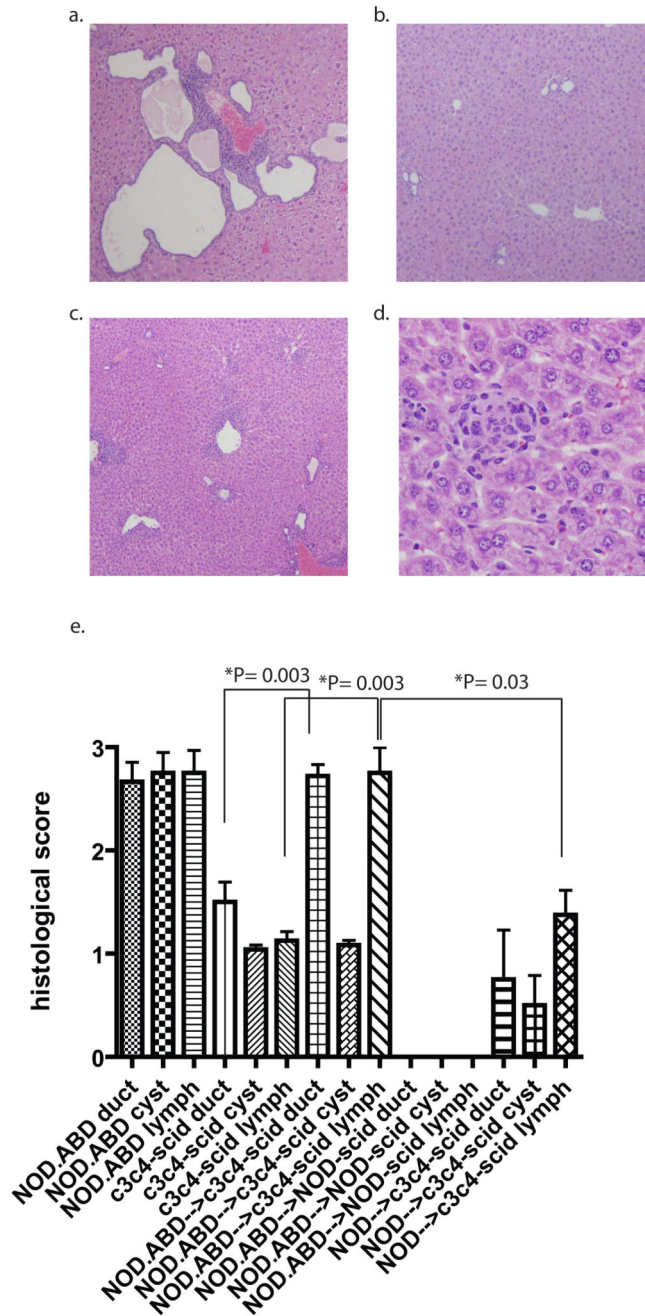 a.
b.
c.
d.
e.
*P= 0.003
*P= 0.003
*P= 0.03
histological score
3
2
1
0
NOD.ABD duct
NOD.ABD cyst
NOD.ABD lymph
c3c4-scid duct
c3c4-scid cyst
c3c4-scid lymph
NOD.ABD-->c3c4-scid duct
NOD.ABD-->c3c4-scid cyst
NOD.ABD-->c3c4-scid lymph
NOD.ABD-->NOD-scid duct
NOD.ABD-->NOD-scid cyst
NOD.ABD-->NOD-scid lymph
NOD-->c3c4-scid duct
NOD-->c3c4-scid cyst
NOD-->c3c4-scid lymph